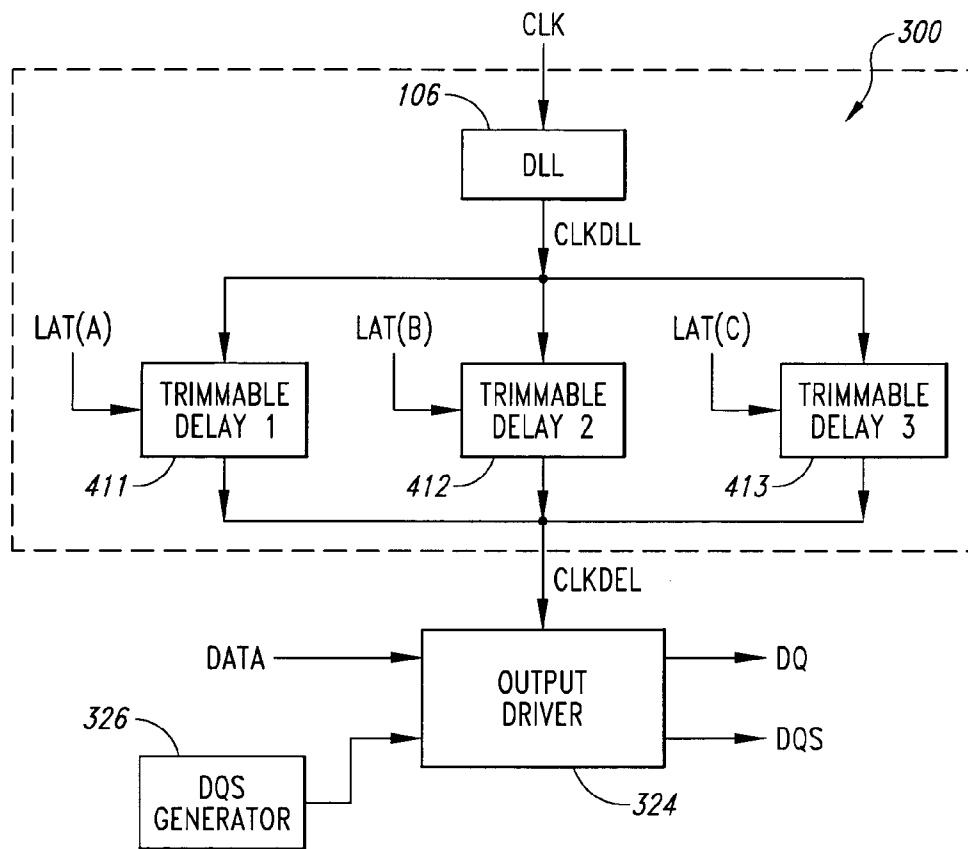 CLK
300
106
DLL
CLKDLL
LAT(A)
LAT(B)
LAT(C)
TRIMMABLE
DELAY 1
TRIMMABLE
DELAY 2
TRIMMABLE
DELAY 3
411
412
413
CLKDEL
DATA
OUTPUT
DRIVER
DQ
DQS
326
DQS
GENERATOR
324